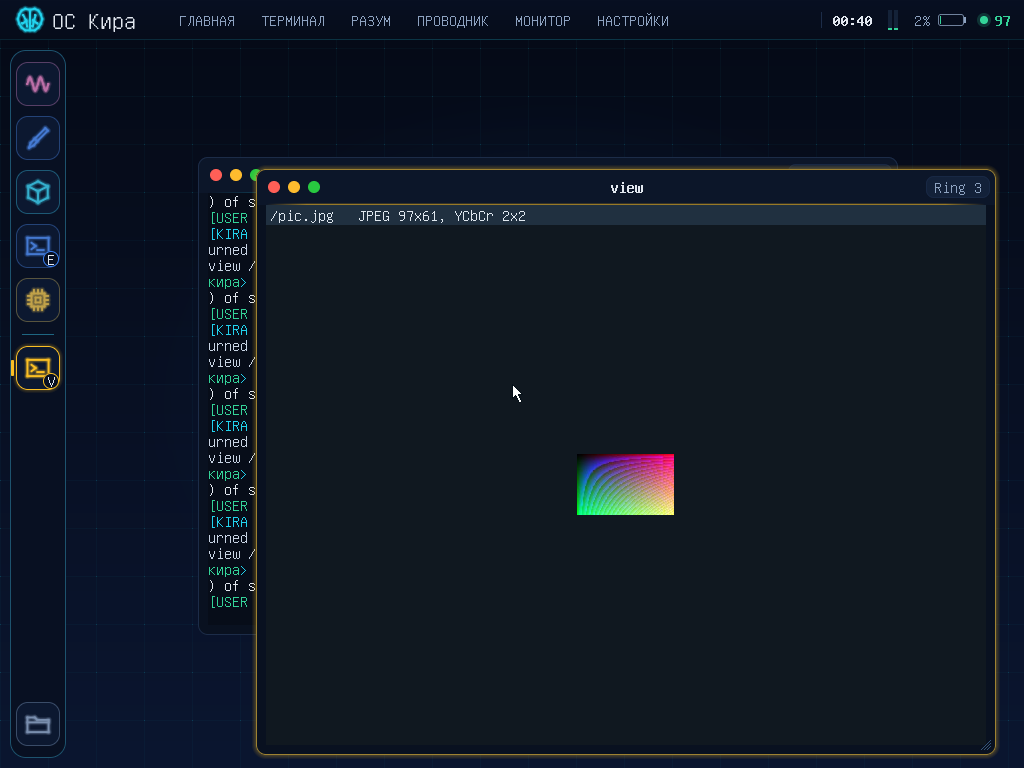 ОС Кира ГЛАВНАЯ ТЕРМИНАЛ РАЗУМ ПРОВОДНИК МОНИТОР НАСТРОЙКИ 00:40 2% 97
view Ring 3
/pic.jpg JPEG 97x61, YCbCr 2x2
) of s
[USER
[KIRA
urned
view /
кира>
) of s
[USER
[KIRA
urned
view /
кира>
) of s
[USER
[KIRA
urned
view /
кира>
) of s
[USER
[KIRA
urned
view /
кира>
) of s
[USER
E
V